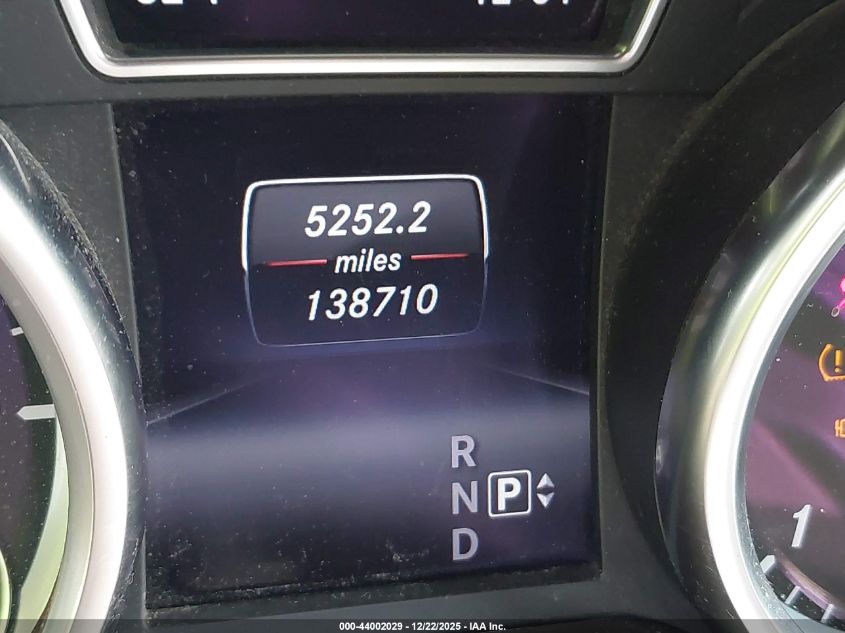 5252.2
miles
138710
R
N P
D
1
000-44002029 - 12/22/2025 - IAA Inc.